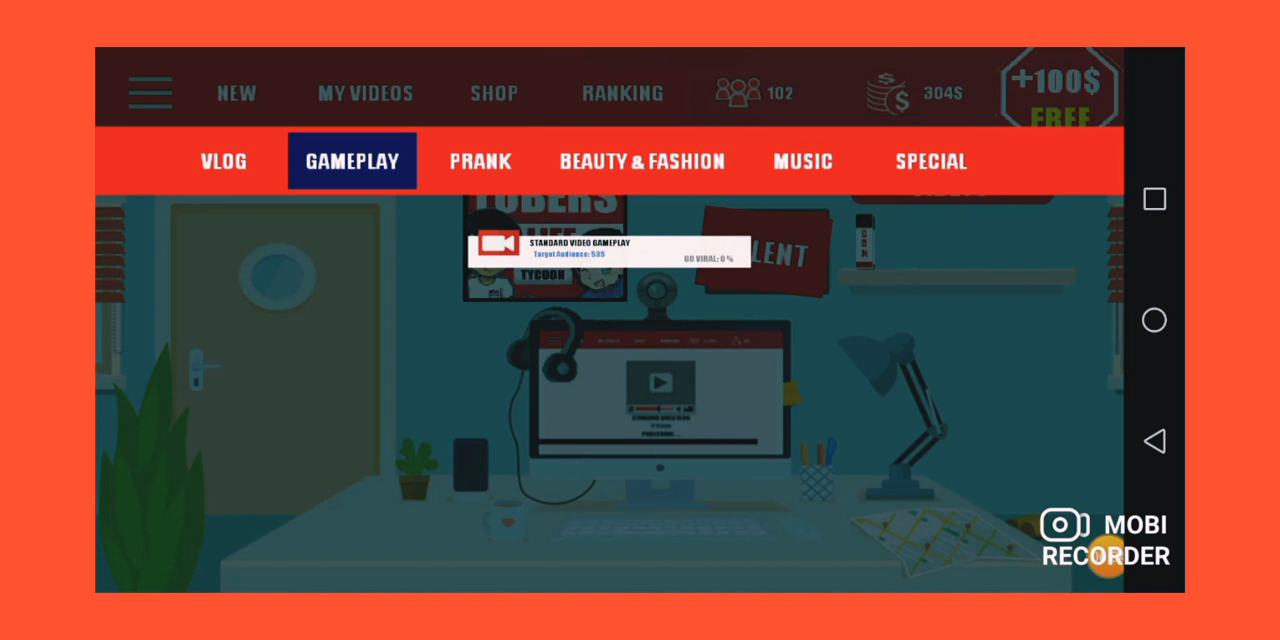 NEW
MY VIDEOS
SHOP
RANKING
102
304$
+100$
FREE
VLOG
GAMEPLAY
PRANK
BEAUTY & FASHION
MUSIC
SPECIAL
TUBERS
LIFE
TYCOON
STANDARD VIDEO GAMEPLAY
Target Audience: 535
GO VIRAL: 0 %
MOBI
RECORDER